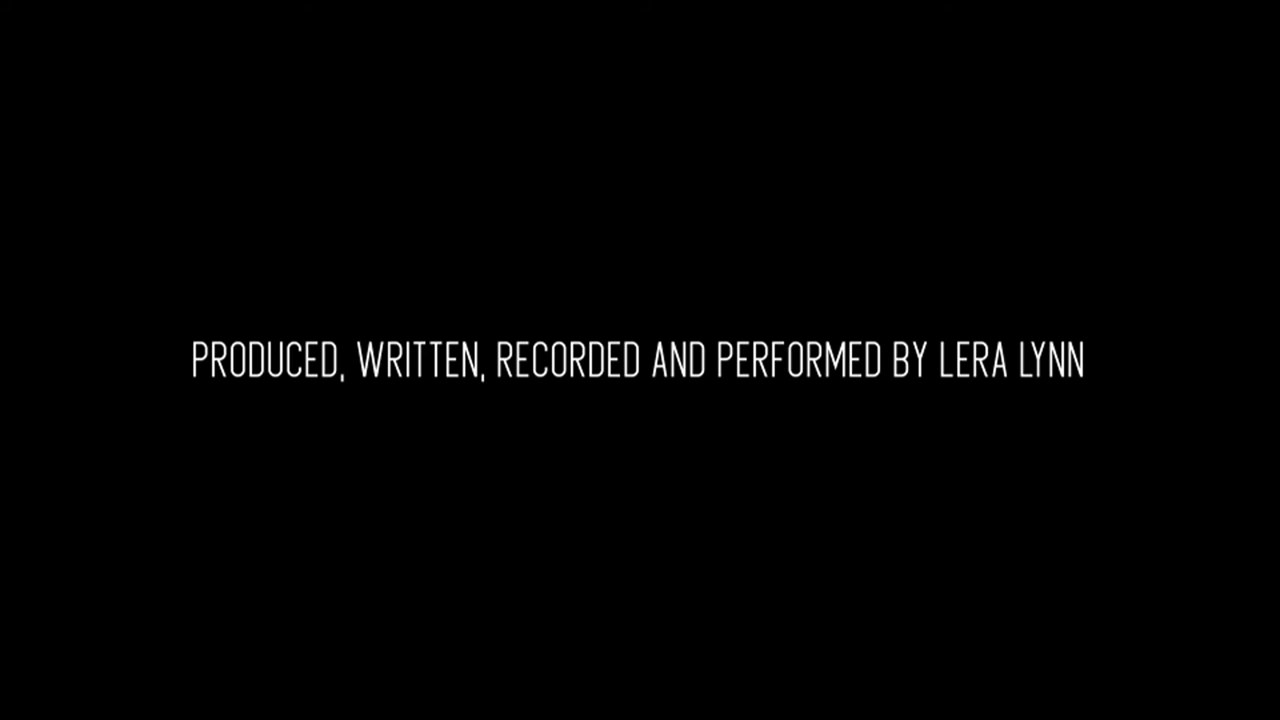 PRODUCED, WRITTEN, RECORDED AND PERFORMED BY LERA LYNN